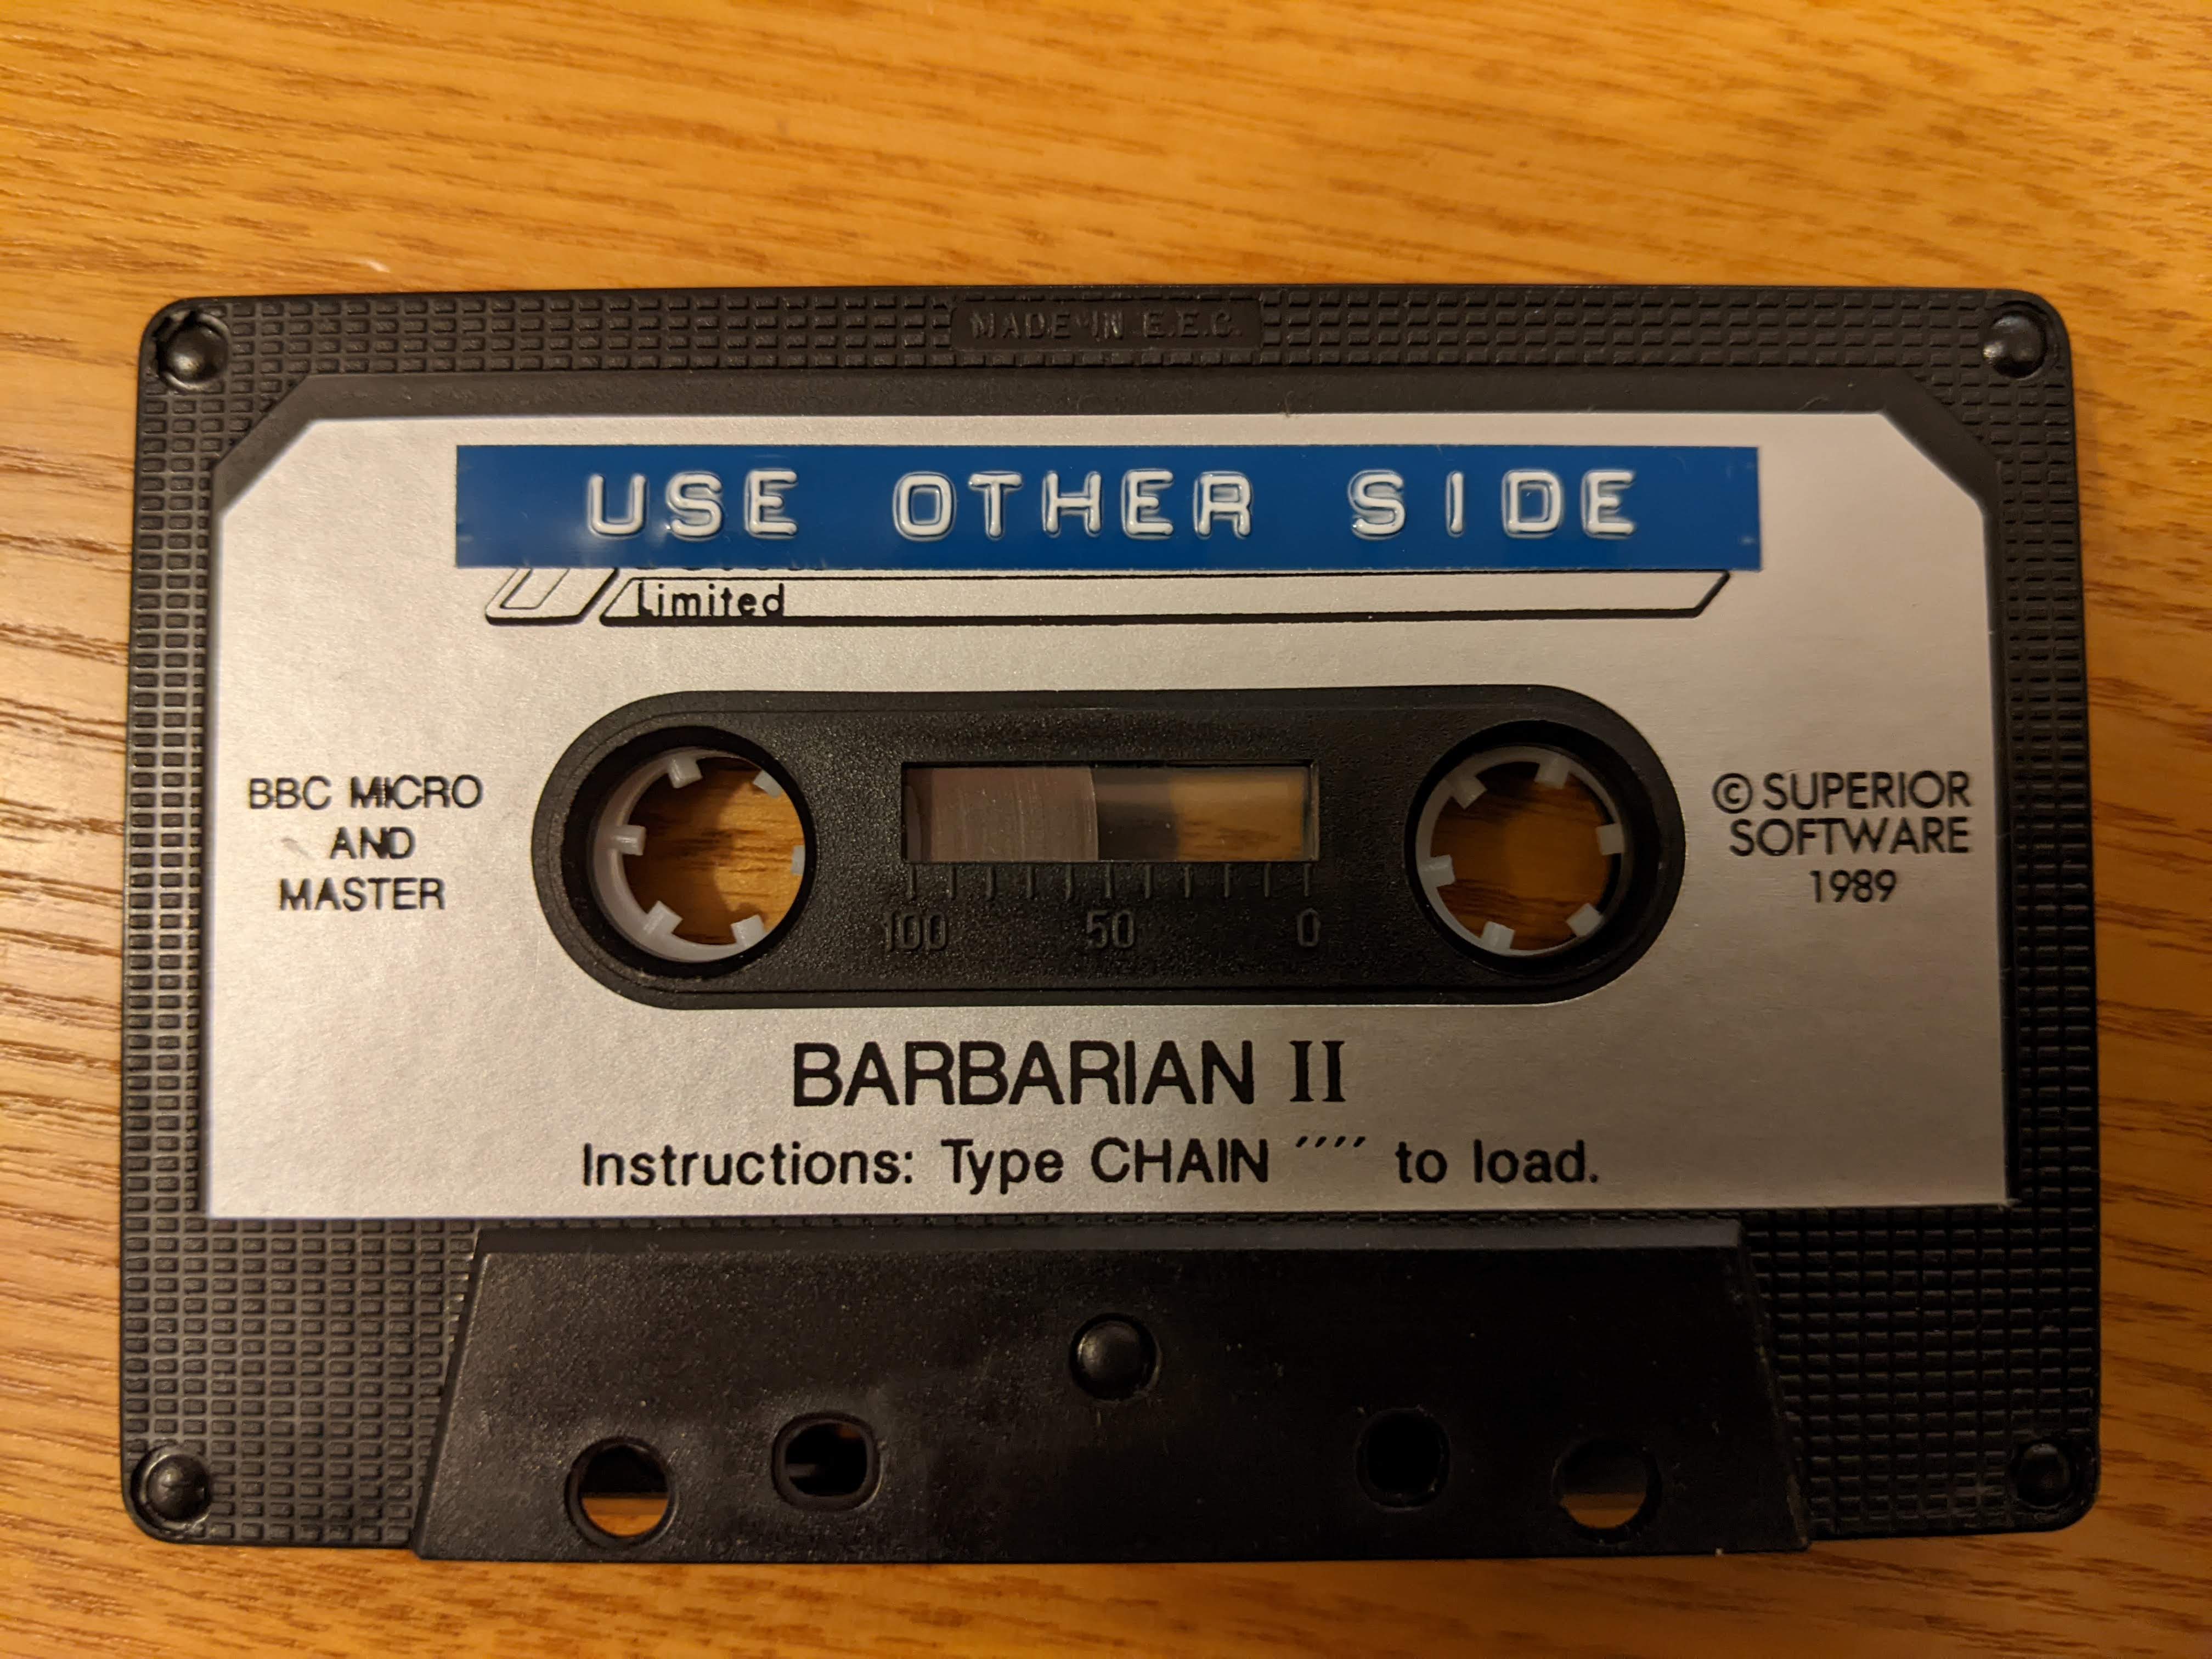 MADE IN E.E.C.
USE OTHER SIDE
Limited
BBC MICRO
AND
MASTER
© SUPERIOR
SOFTWARE
1989
100 50 0
BARBARIAN II
Instructions: Type CHAIN ′′′′ to load.